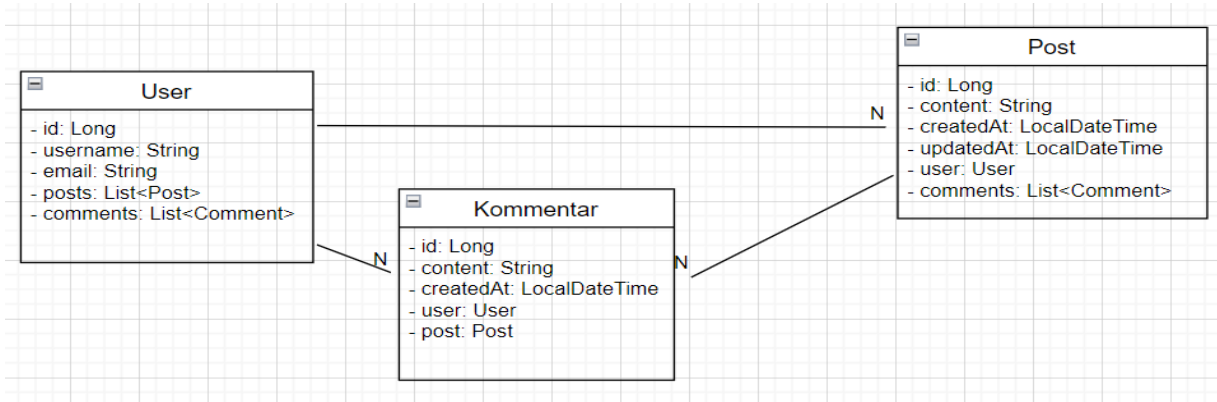 User
- id: Long
- username: String
- email: String
- posts: List<Post>
- comments: List<Comment>
N
Kommentar
- id: Long
- content: String
- createdAt: LocalDateTime
- user: User
- post: Post
N
N
Post
- id: Long
- content: String
- createdAt: LocalDateTime
- updatedAt: LocalDateTime
- user: User
- comments: List<Comment>